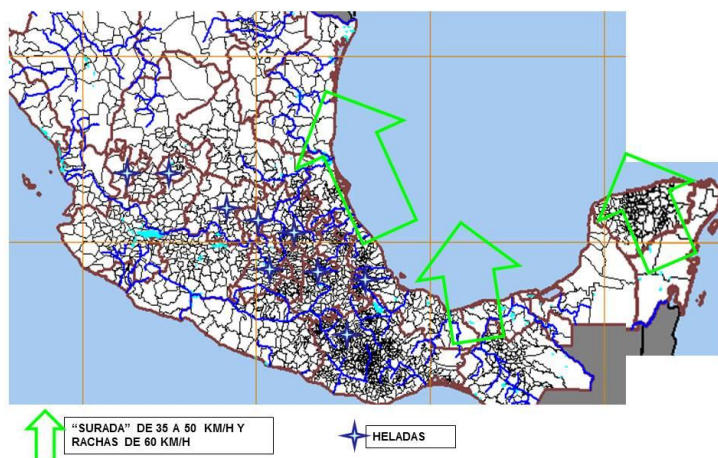 “SURADA” DE 35 A 50 KM/H Y
RACHAS DE 60 KM/H
HELADAS